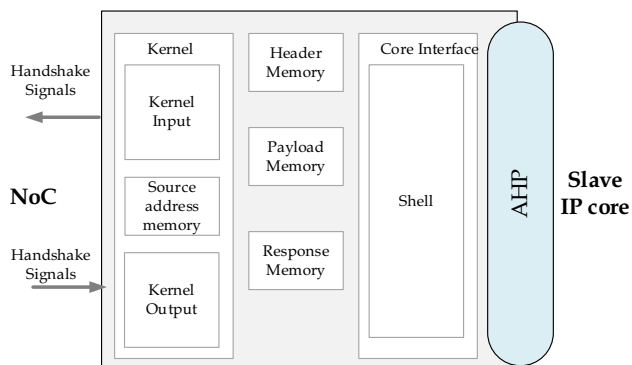 Kernel
Header
Memory
Core Interface
Handshake
Signals
Kernel
Input
Payload
Memory
Shell
AHP
NoC
Source
address
memory
Slave
IP core
Handshake
Signals
Kernel
Output
Response
Memory